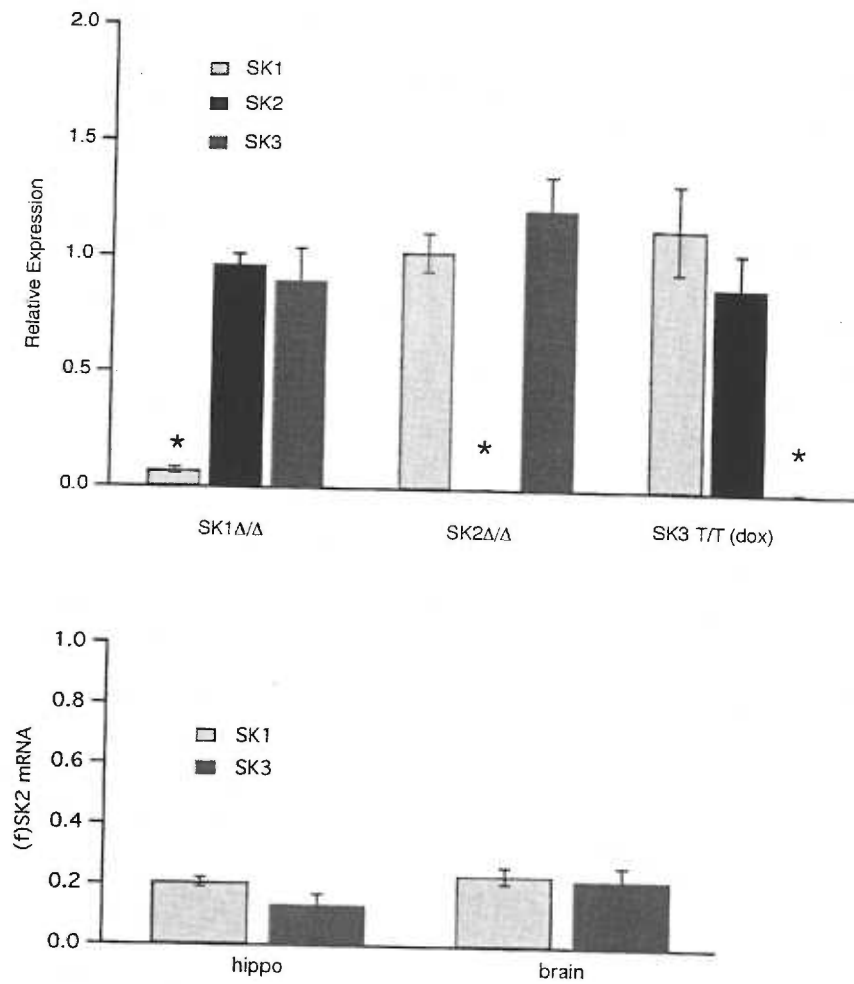 2.0
SK1
SK2
1.5
SK3
Relative Expression
1.0
0.5
* * *
0.0
SK1Δ/Δ SK2Δ/Δ SK3 T/T (dox)
1.0
0.8
SK1
SK3
0.6
(f)SK2 mRNA
0.4
0.2
0.0
hippo brain